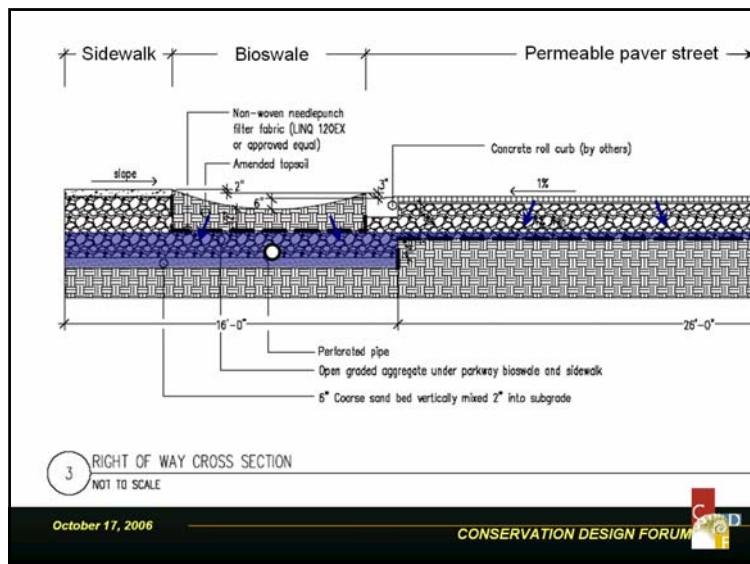 Sidewalk
Bioswale
Permeable paver street
Non-woven needlepunch
filter fabric (LINQ 120EX
or approved equal)
Amended topsoil
Concrete roll curb (by others)
slope
2"
6"
3"
1%
16'-0"
26'-0"
Perforated pipe
Open graded aggregate under parkway bioswale and sidewalk
6" Coarse sand bed vertically mixed 2" into subgrade
3
RIGHT OF WAY CROSS SECTION
NOT TO SCALE
October 17, 2006
CONSERVATION DESIGN FORUM
C
D
F